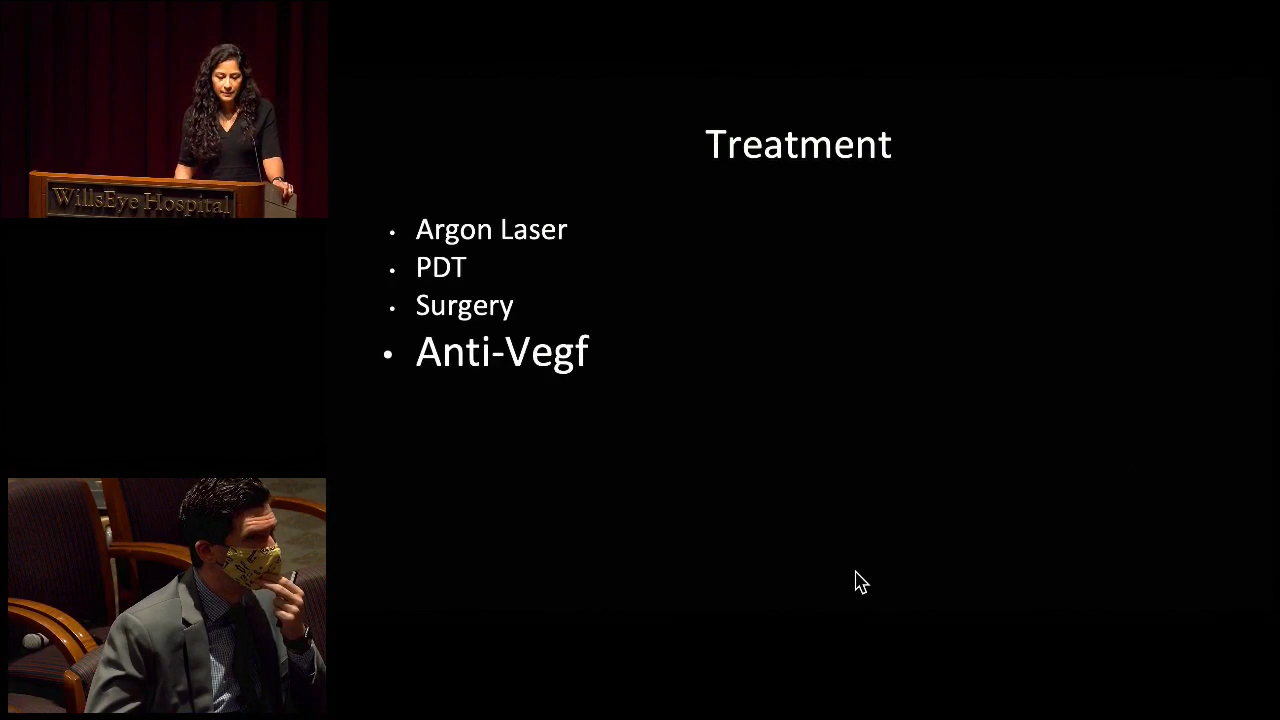 WillsEye Hospital
Treatment
• Argon Laser
• PDT
• Surgery
• Anti-Vegf